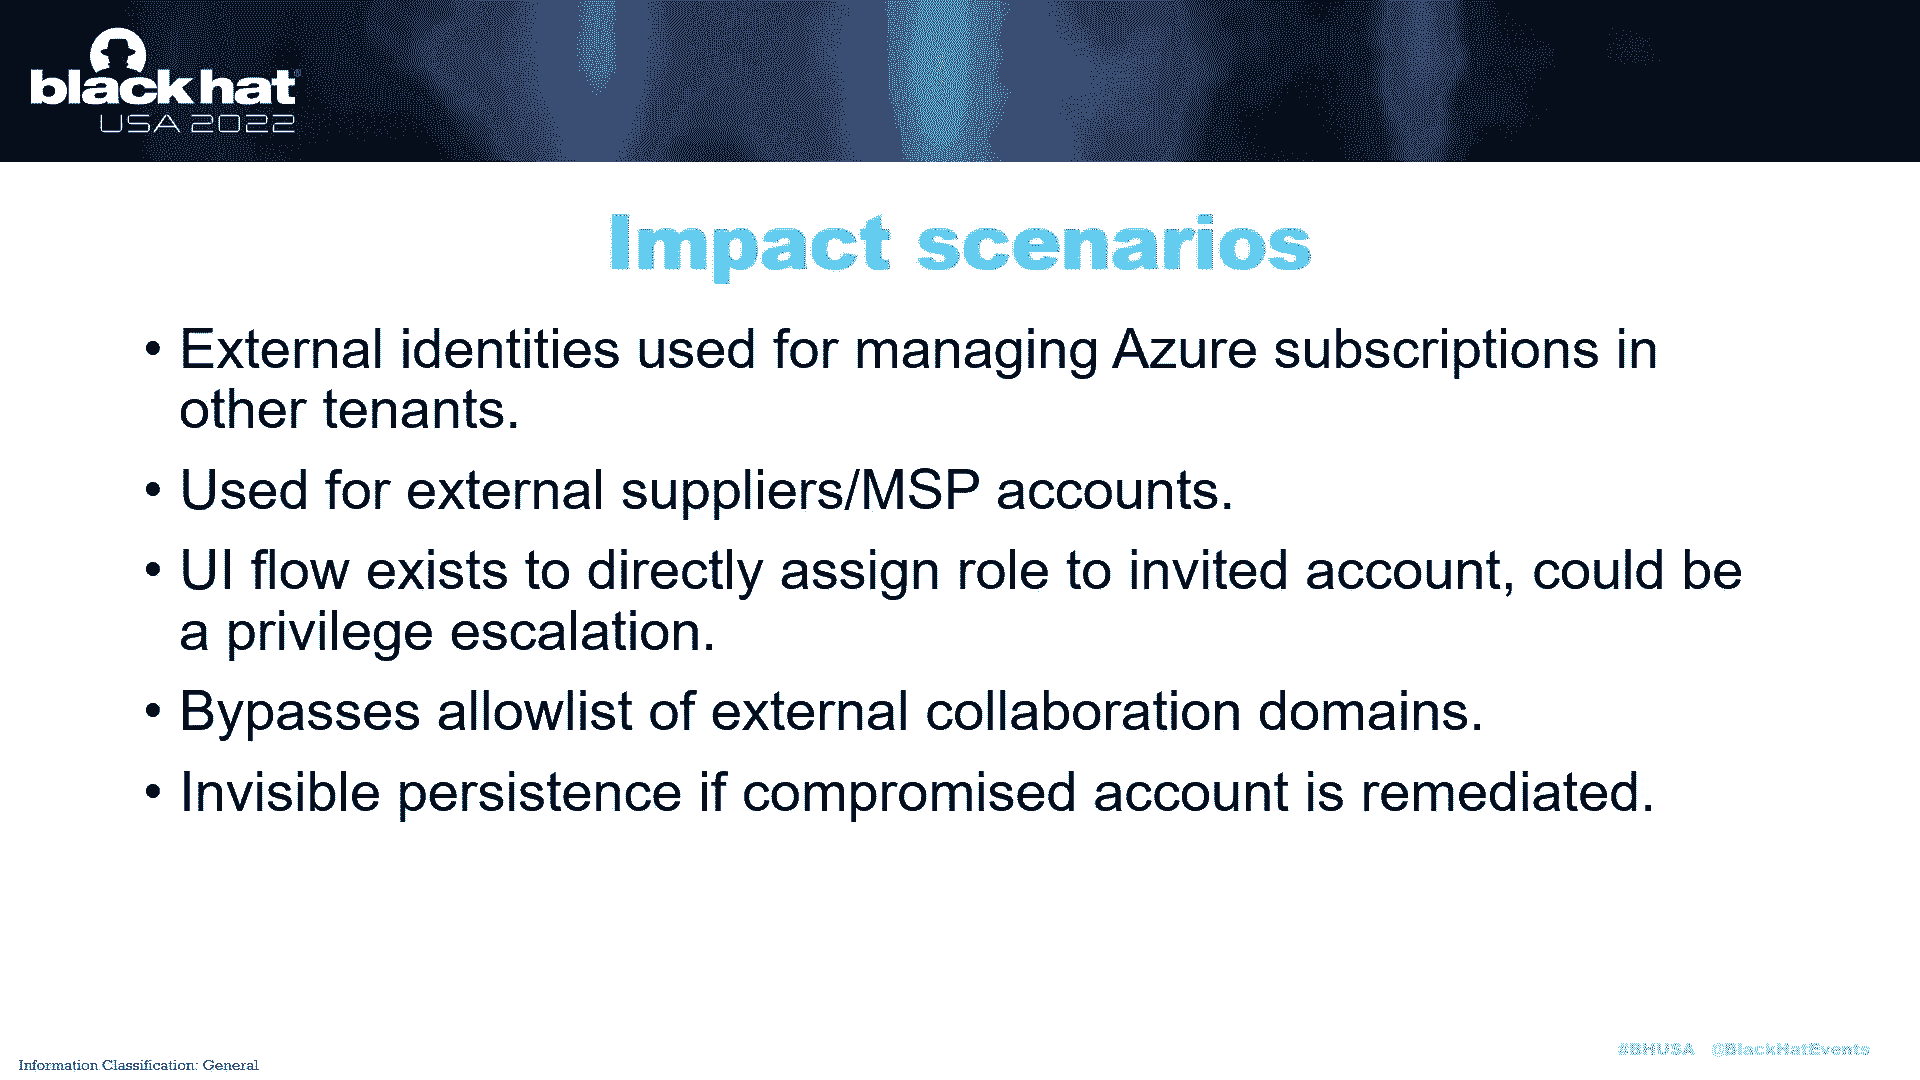 blackhat
USA 2022
Impact scenarios
• External identities used for managing Azure subscriptions in
other tenants.
• Used for external suppliers/MSP accounts.
• UI flow exists to directly assign role to invited account, could be
a privilege escalation.
• Bypasses allowlist of external collaboration domains.
• Invisible persistence if compromised account is remediated.
#BHUSA @BlackHatEvents
Information Classification: General